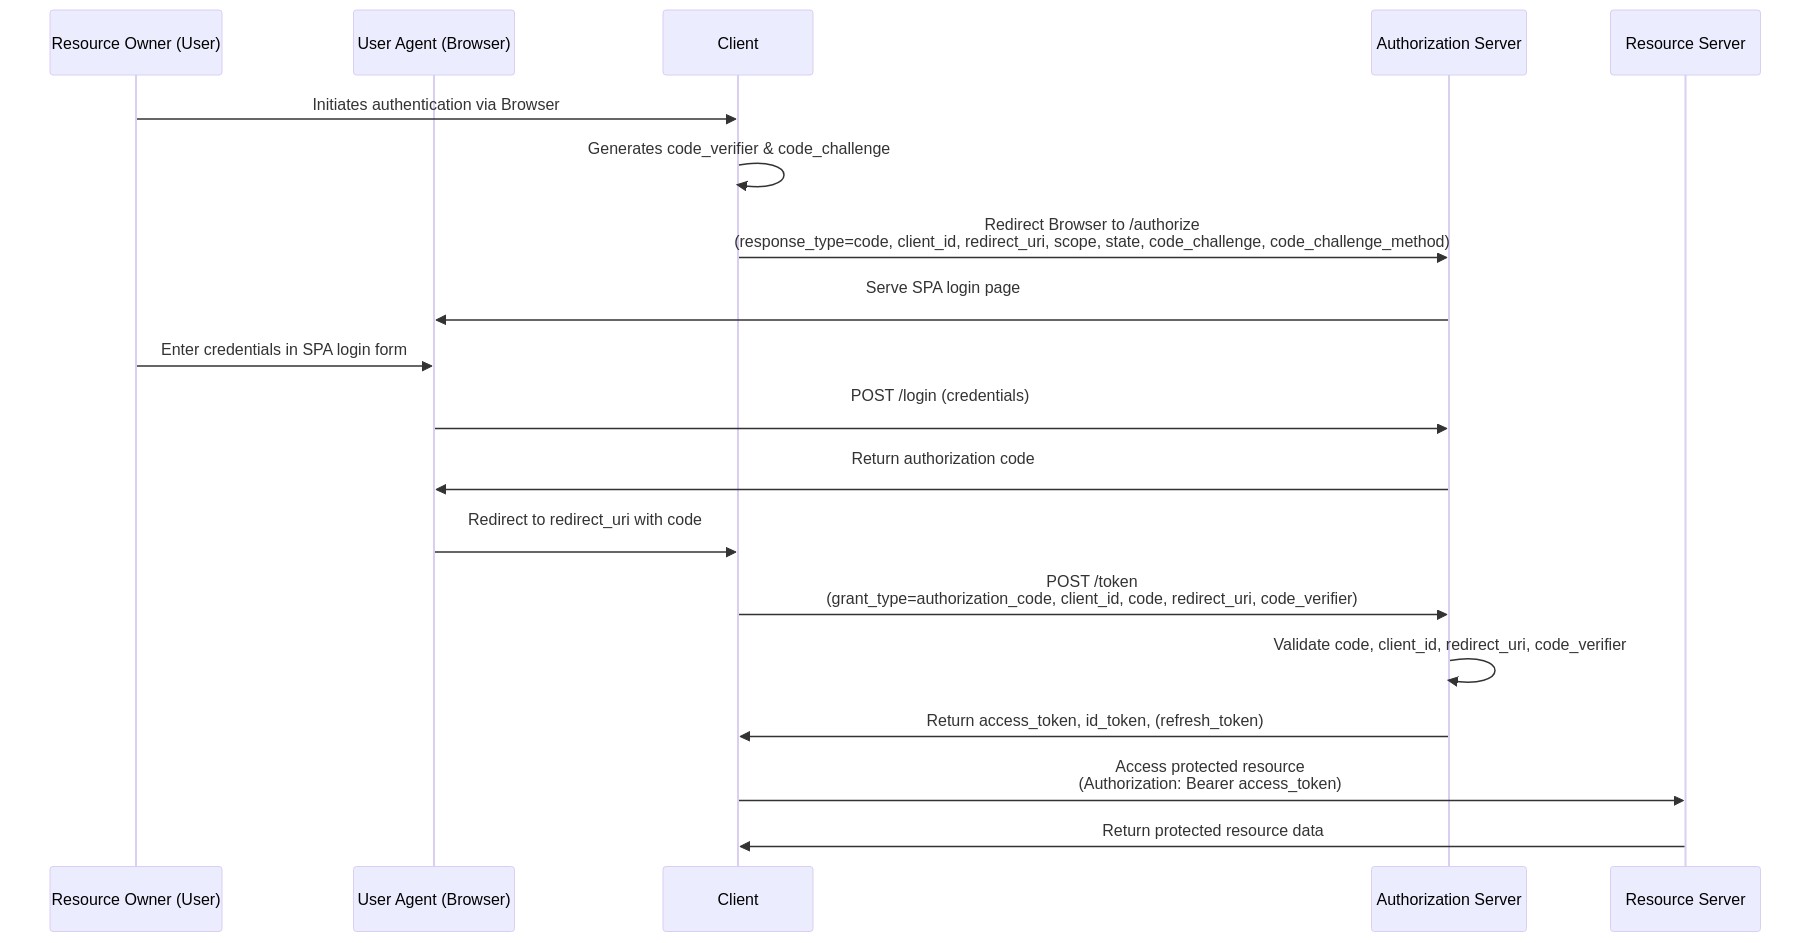 Resource Owner (User)
User Agent (Browser)
Client
Authorization Server
Resource Server
Initiates authentication via Browser
Generates code_verifier & code_challenge
Redirect Browser to /authorize
(response_type=code, client_id, redirect_uri, scope, state, code_challenge, code_challenge_method)
Serve SPA login page
Enter credentials in SPA login form
POST /login (credentials)
Return authorization code
Redirect to redirect_uri with code
POST /token
(grant_type=authorization_code, client_id, code, redirect_uri, code_verifier)
Validate code, client_id, redirect_uri, code_verifier
Return access_token, id_token, (refresh_token)
Access protected resource
(Authorization: Bearer access_token)
Return protected resource data
Resource Owner (User)
User Agent (Browser)
Client
Authorization Server
Resource Server